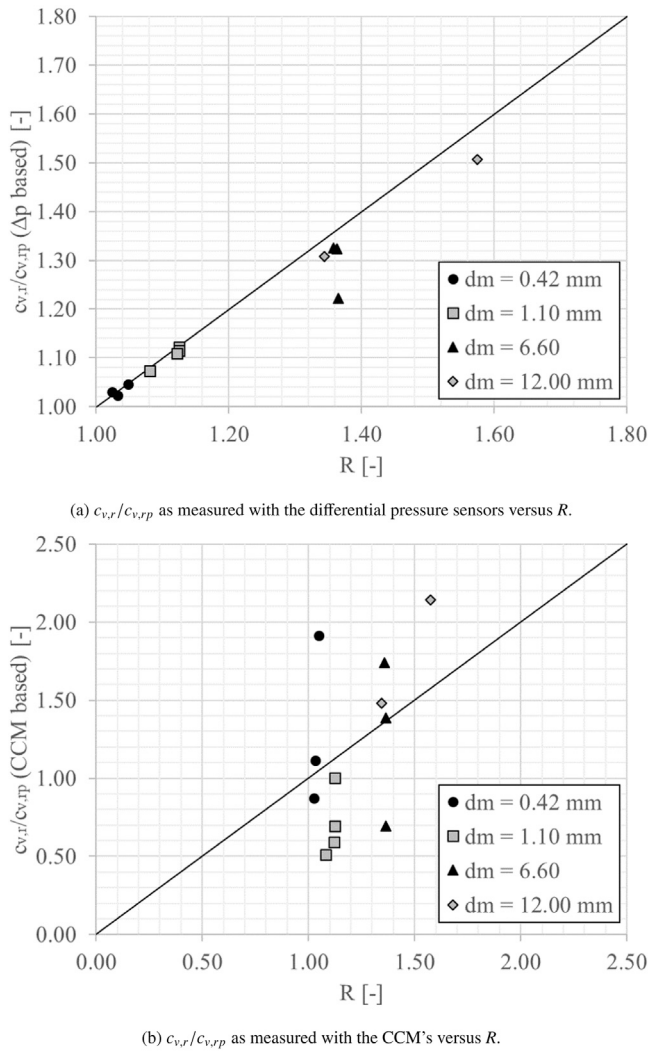 1.80
1.70
1.60
1.50
1.40
1.30
1.20
1.10
1.00
cv,r/cv,rp (Δp based) [-]
dm = 0.42 mm
dm = 1.10 mm
dm = 6.60
dm = 12.00 mm
1.00 1.20 1.40 1.60 1.80
R [-]
(a) cv,r/cv,rp as measured with the differential pressure sensors versus R.
2.50
2.00
1.50
1.00
0.50
0.00
cv,r/cv,rp (CCM based) [-]
dm = 0.42 mm
dm = 1.10 mm
dm = 6.60
dm = 12.00 mm
0.00 0.50 1.00 1.50 2.00 2.50
R [-]
(b) cv,r/cv,rp as measured with the CCM's versus R.